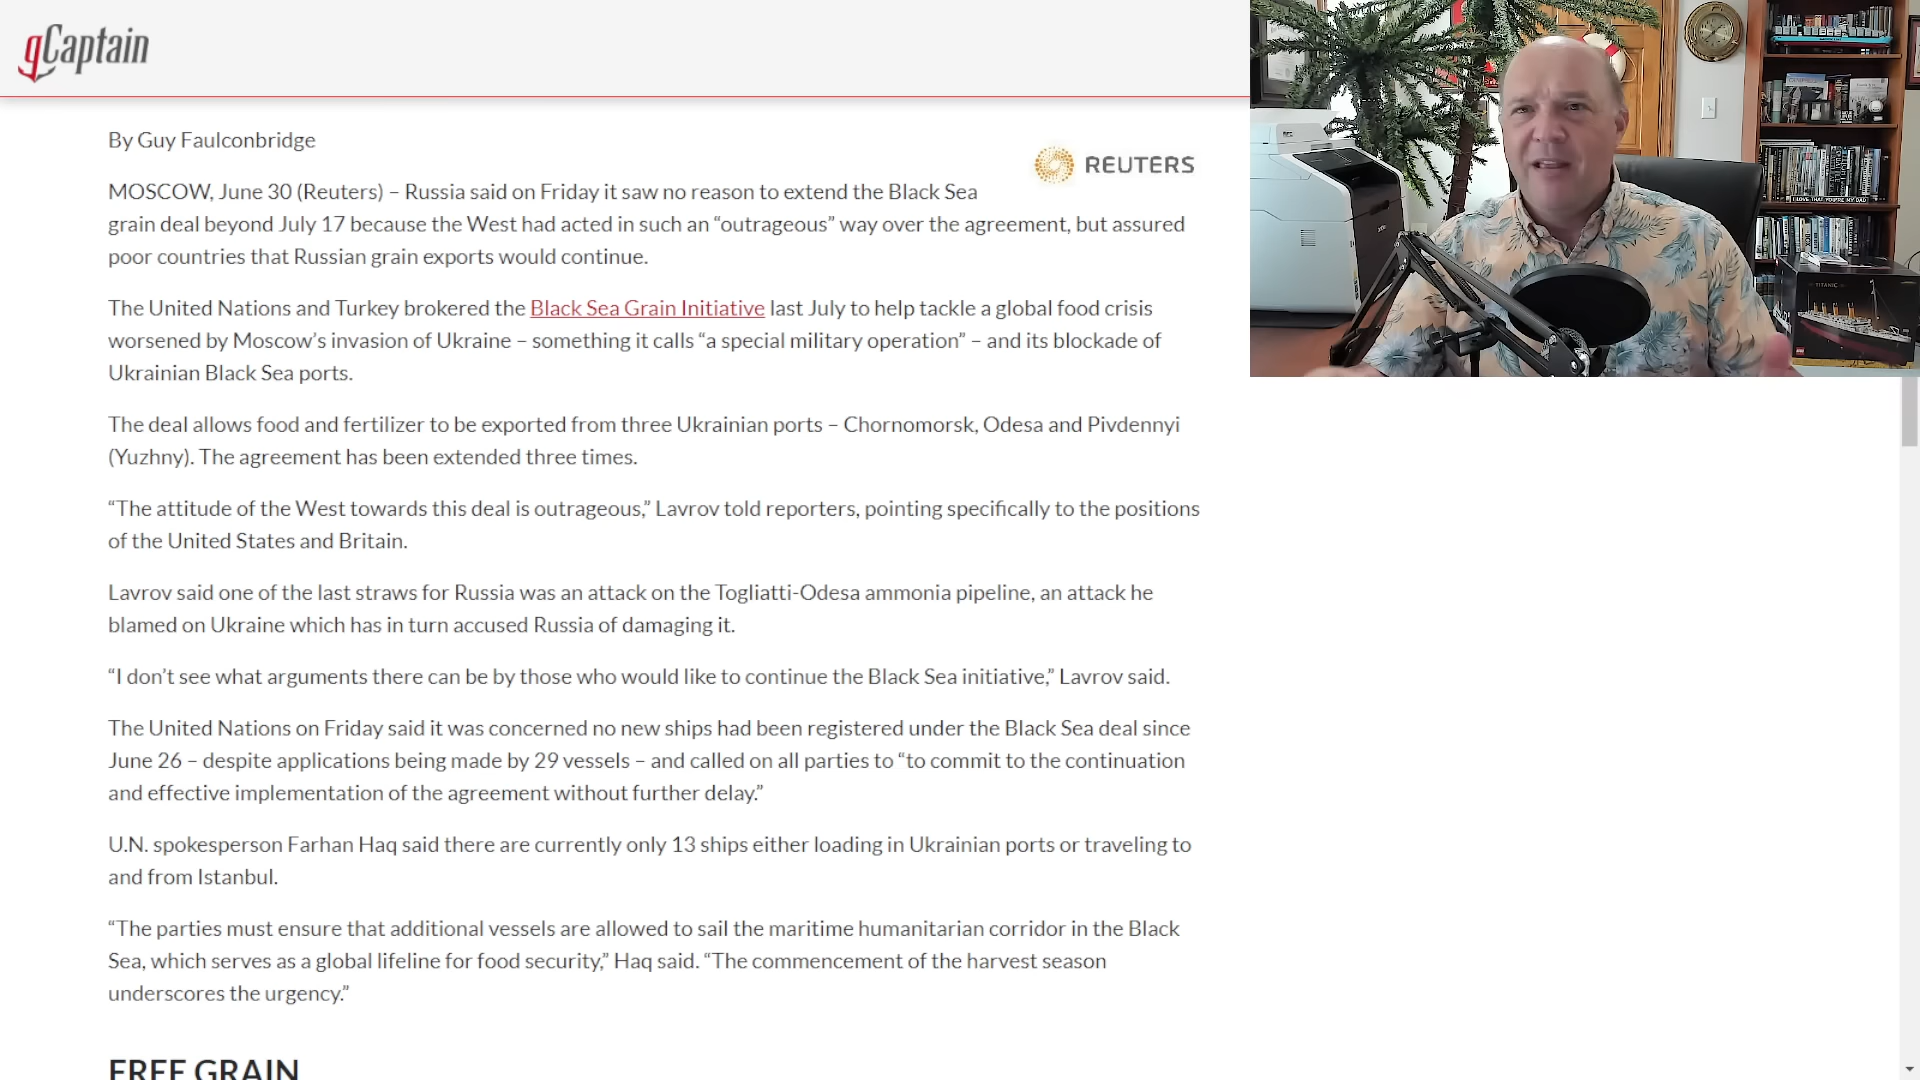 gCaptain
By Guy Faulconbridge
REUTERS
MOSCOW, June 30 (Reuters) – Russia said on Friday it saw no reason to extend the Black Sea
grain deal beyond July 17 because the West had acted in such an “outrageous” way over the agreement, but assured
poor countries that Russian grain exports would continue.
The United Nations and Turkey brokered the Black Sea Grain Initiative last July to help tackle a global food crisis
worsened by Moscow’s invasion of Ukraine – something it calls “a special military operation” – and its blockade of
Ukrainian Black Sea ports.
The deal allows food and fertilizer to be exported from three Ukrainian ports – Chornomorsk, Odesa and Pivdennyi
(Yuzhny). The agreement has been extended three times.
“The attitude of the West towards this deal is outrageous,” Lavrov told reporters, pointing specifically to the positions
of the United States and Britain.
Lavrov said one of the last straws for Russia was an attack on the Togliatti-Odesa ammonia pipeline, an attack he
blamed on Ukraine which has in turn accused Russia of damaging it.
“I don’t see what arguments there can be by those who would like to continue the Black Sea initiative,” Lavrov said.
The United Nations on Friday said it was concerned no new ships had been registered under the Black Sea deal since
June 26 – despite applications being made by 29 vessels – and called on all parties to “to commit to the continuation
and effective implementation of the agreement without further delay.”
U.N. spokesperson Farhan Haq said there are currently only 13 ships either loading in Ukrainian ports or traveling to
and from Istanbul.
“The parties must ensure that additional vessels are allowed to sail the maritime humanitarian corridor in the Black
Sea, which serves as a global lifeline for food security,” Haq said. “The commencement of the harvest season
underscores the urgency.”
FREE GRAIN
TITANIC